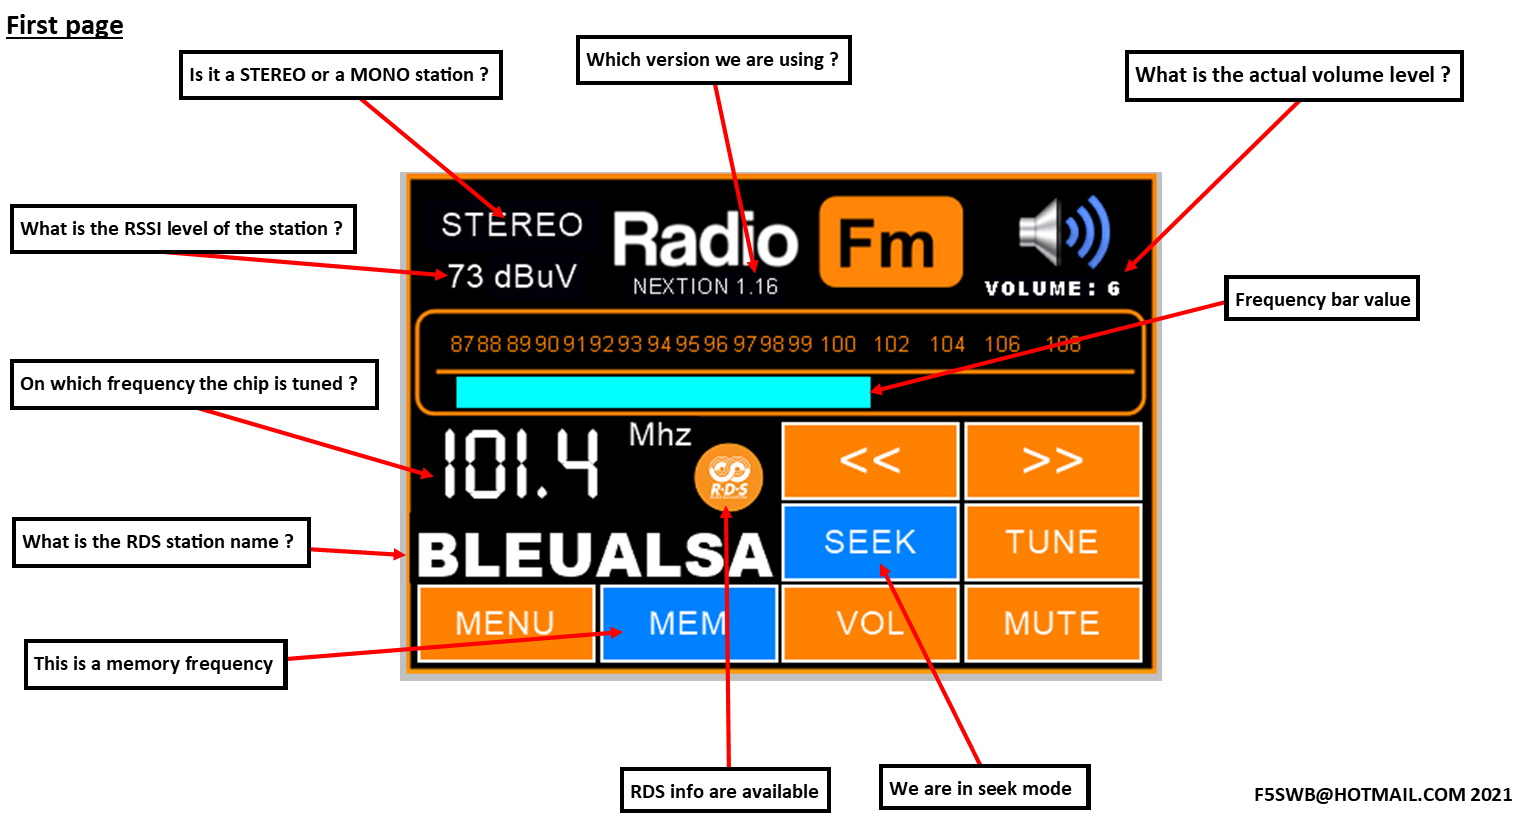 First page
Is it a STEREO or a MONO station ?
Which version we are using ?
What is the actual volume level ?
What is the RSSI level of the station ?
STEREO
73 dBuV
Radio
NEXTION 1.16
Fm
VOLUME : 6
Frequency bar value
87 88 89 90 91 92 93 94 95 96 97 98 99 100 102 104 106 108
On which frequency the chip is tuned ?
101.4
Mhz
R·D·S
<<
>>
What is the RDS station name ?
BLEUALSA
SEEK
TUNE
MENU
MEM
VOL
MUTE
This is a memory frequency
RDS info are available
We are in seek mode
F5SWB@HOTMAIL.COM 2021